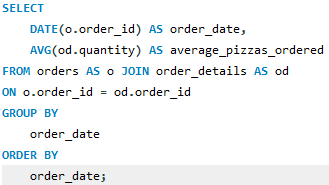 SELECT
DATE(o.order_id) AS order_date,
AVG(od.quantity) AS average_pizzas_ordered
FROM orders AS o JOIN order_details AS od
ON o.order_id = od.order_id
GROUP BY
order_date
ORDER BY
order_date;